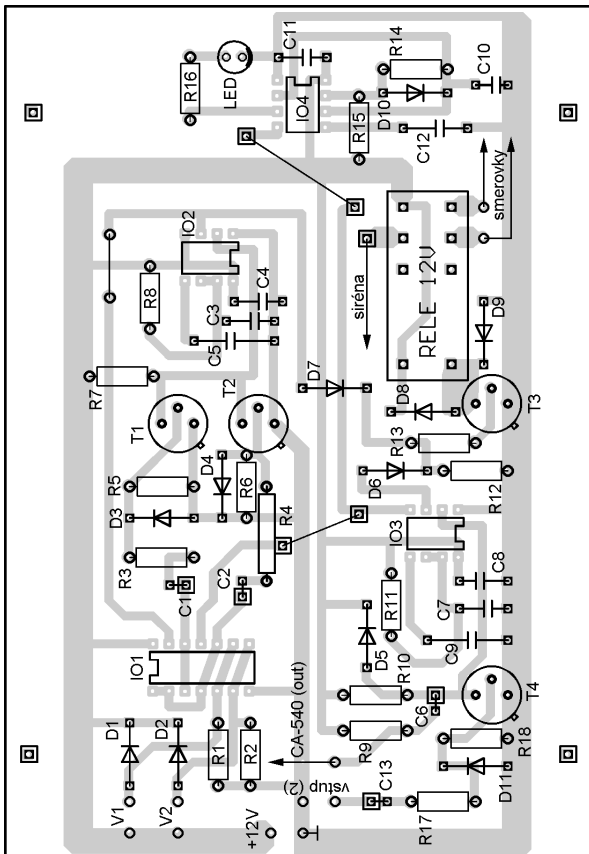 C11
R16
LED
IO4
R14
D10
C10
R15
C12
smerovky
IO2
R8
C4
C3
C5
siréna
RELE 12V
D9
R7
T1
T2
D7
D8
T3
R13
D6
R12
R5
D4
R6
D3
R4
R3
C1
C2
IO3
R11
C8
C7
C9
D5
IO1
R10
C6
T4
R9
R18
D11
D1
D2
R1
R2
CA-540 (out)
vstup (2)
C13
R17
V1
V2
+12V